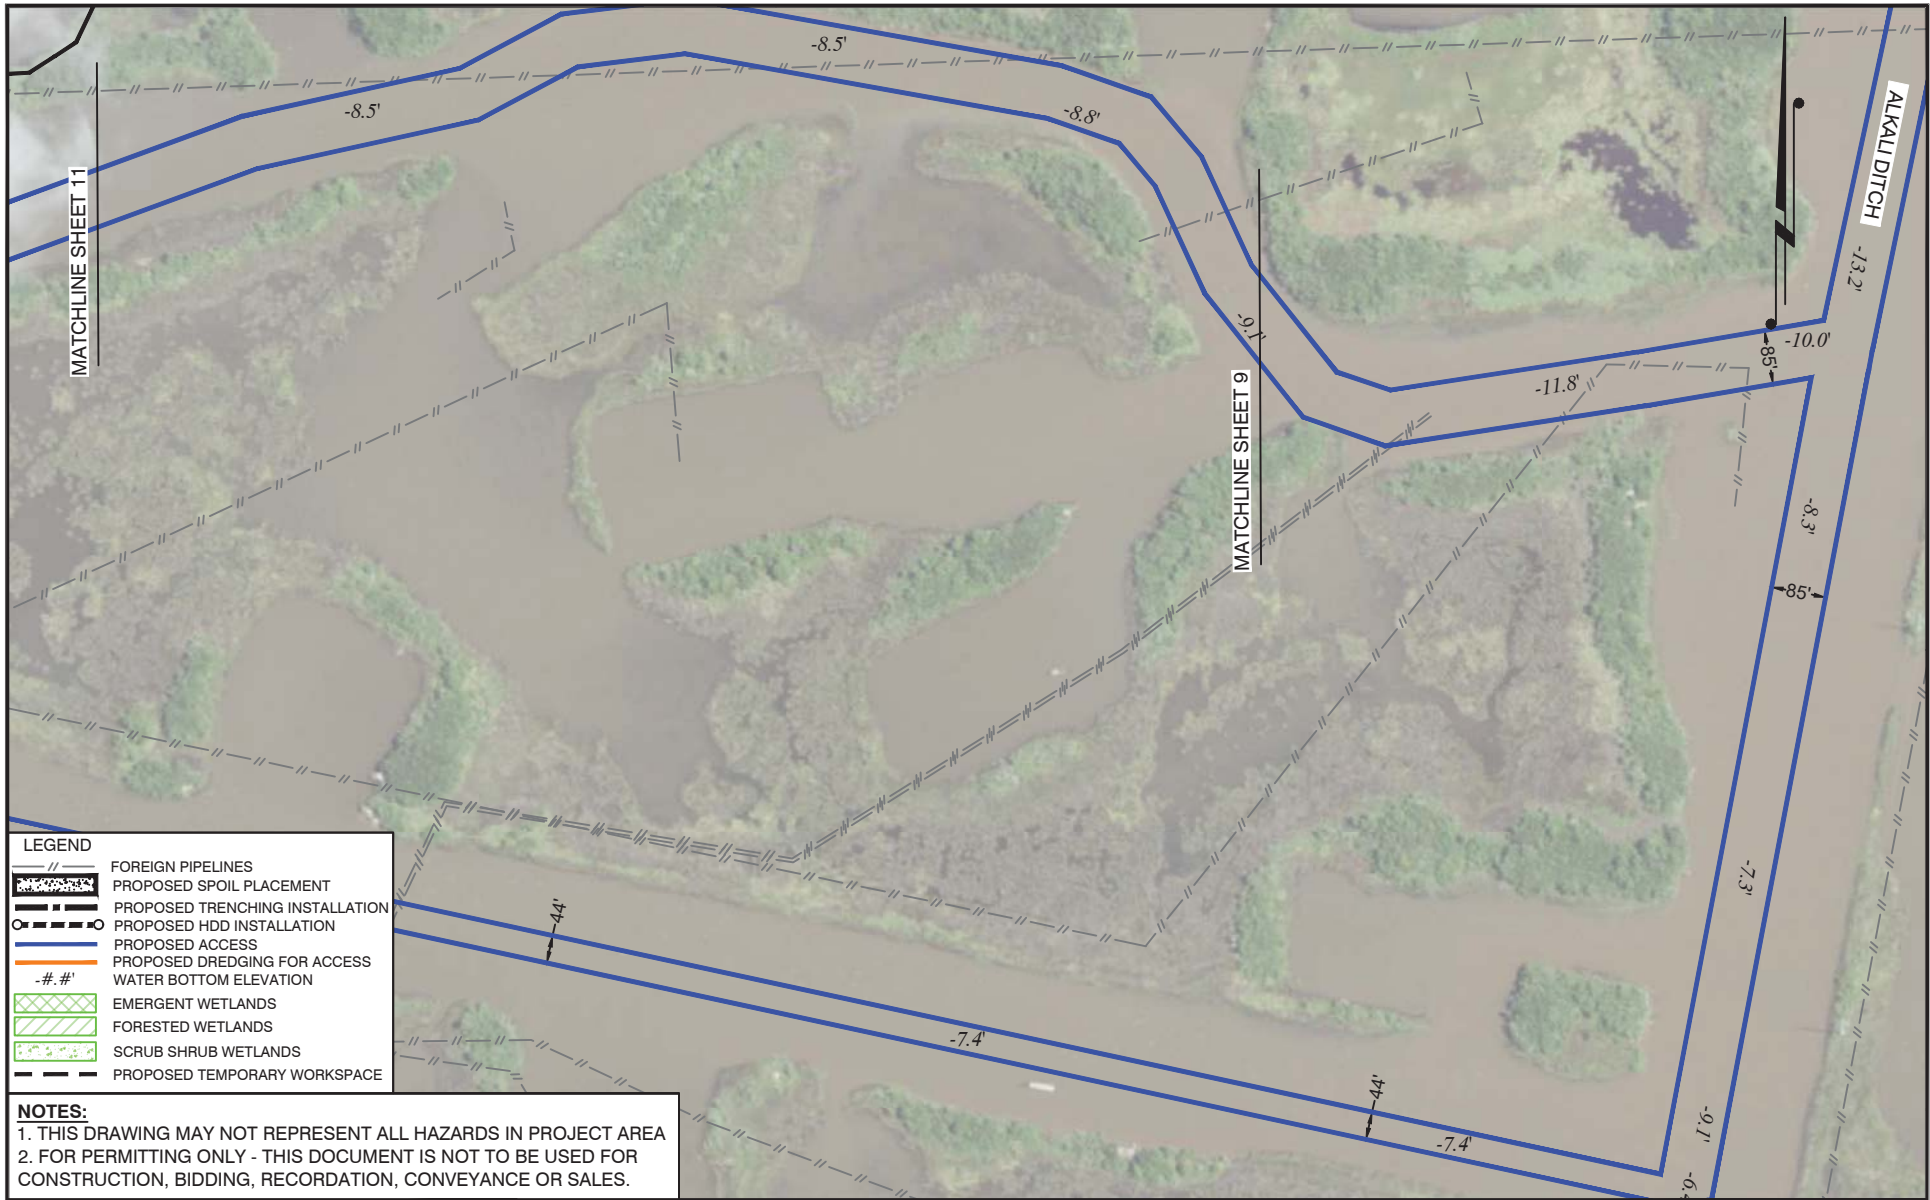 -8.5'
-8.5'
-8.8'
ALKALI DITCH
MATCHLINE SHEET 11
-13.2'
-9.1'
-10.0'
85'
-11.8'
MATCHLINE SHEET 9
-8.3'
85'
-7.3'
44'
-7.4'
44'
-7.4'
-9.1'
LEGEND
FOREIGN PIPELINES
PROPOSED SPOIL PLACEMENT
PROPOSED TRENCHING INSTALLATION
PROPOSED HDD INSTALLATION
PROPOSED ACCESS
PROPOSED DREDGING FOR ACCESS
-#.#' WATER BOTTOM ELEVATION
EMERGENT WETLANDS
FORESTED WETLANDS
SCRUB SHRUB WETLANDS
PROPOSED TEMPORARY WORKSPACE
NOTES:
1. THIS DRAWING MAY NOT REPRESENT ALL HAZARDS IN PROJECT AREA
2. FOR PERMITTING ONLY - THIS DOCUMENT IS NOT TO BE USED FOR
CONSTRUCTION, BIDDING, RECORDATION, CONVEYANCE OR SALES.